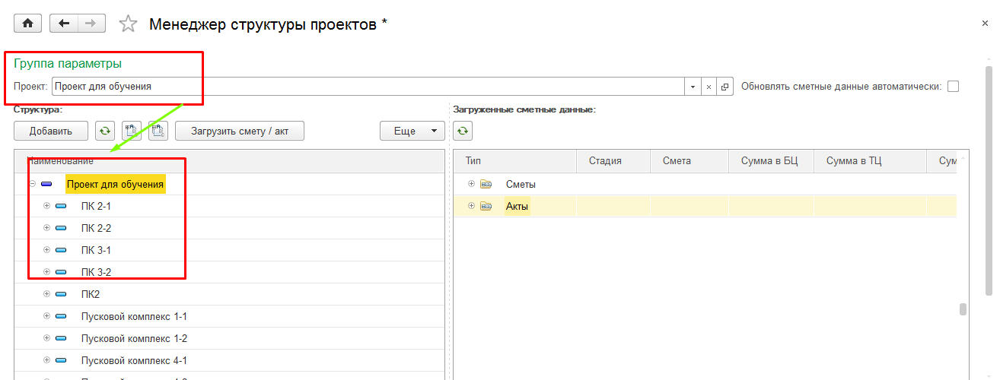 Менеджер структуры проектов *
Группа параметры
Проект: Проект для обучения Обновлять сметные данные автоматически:
Структура: Загруженные сметные данные:
Добавить Загрузить смету / акт Еще
Наименование Тип Стадия Смета Сумма в БЦ Сумма в ТЦ Сум
Проект для обучения Сметы
ПК 2-1 Акты
ПК 2-2
ПК 3-1
ПК 3-2
ПК2
Пусковой комплекс 1-1
Пусковой комплекс 1-2
Пусковой комплекс 4-1